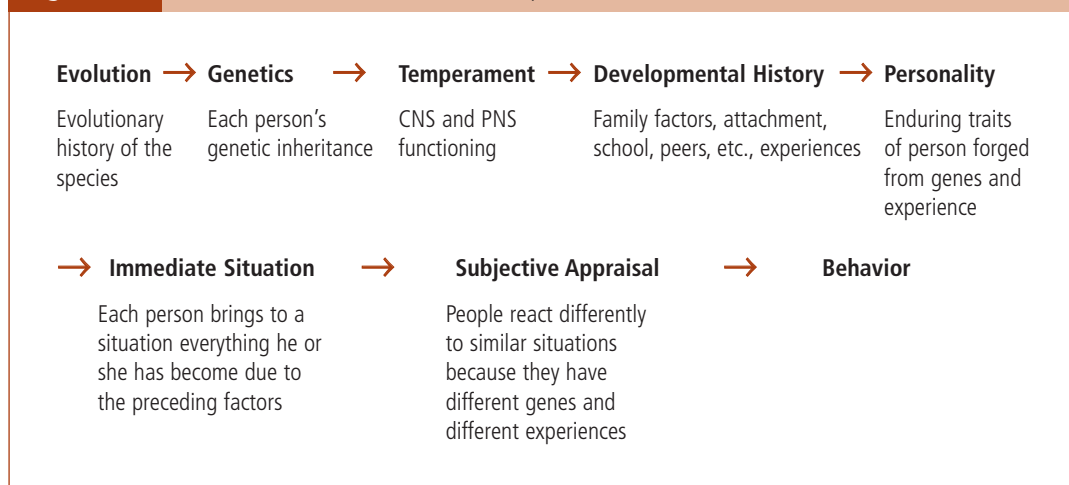 Evolution → Genetics → Temperament → Developmental History → Personality
Evolutionary history of the species
Each person's genetic inheritance
CNS and PNS functioning
Family factors, attachment, school, peers, etc., experiences
Enduring traits of person forged from genes and experience
→ Immediate Situation → Subjective Appraisal → Behavior
Each person brings to a
situation everything he or
she has become due to
the preceding factors
People react differently
to similar situations
because they have
different genes and
different experiences